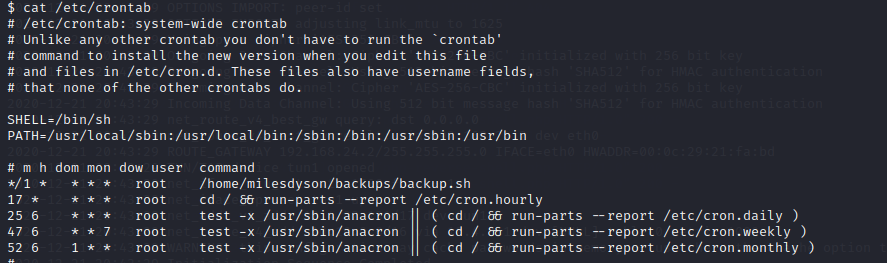 $ cat /etc/crontab
# /etc/crontab: system-wide crontab
# Unlike any other crontab you don't have to run the `crontab'
# command to install the new version when you edit this file
# and files in /etc/cron.d. These files also have username fields,
# that none of the other crontabs do.
SHELL=/bin/sh
PATH=/usr/local/sbin:/usr/local/bin:/sbin:/bin:/usr/sbin:/usr/bin
# m h dom mon dow user  command
*/1 *   * * *   root    /home/milesdyson/backups/backup.sh
17 *    * * *   root    cd / && run-parts --report /etc/cron.hourly
25 6    * * *   root    test -x /usr/sbin/anacron || ( cd / && run-parts --report /etc/cron.daily )
47 6    * * 7   root    test -x /usr/sbin/anacron || ( cd / && run-parts --report /etc/cron.weekly )
52 6    1 * *   root    test -x /usr/sbin/anacron || ( cd / && run-parts --report /etc/cron.monthly )
#